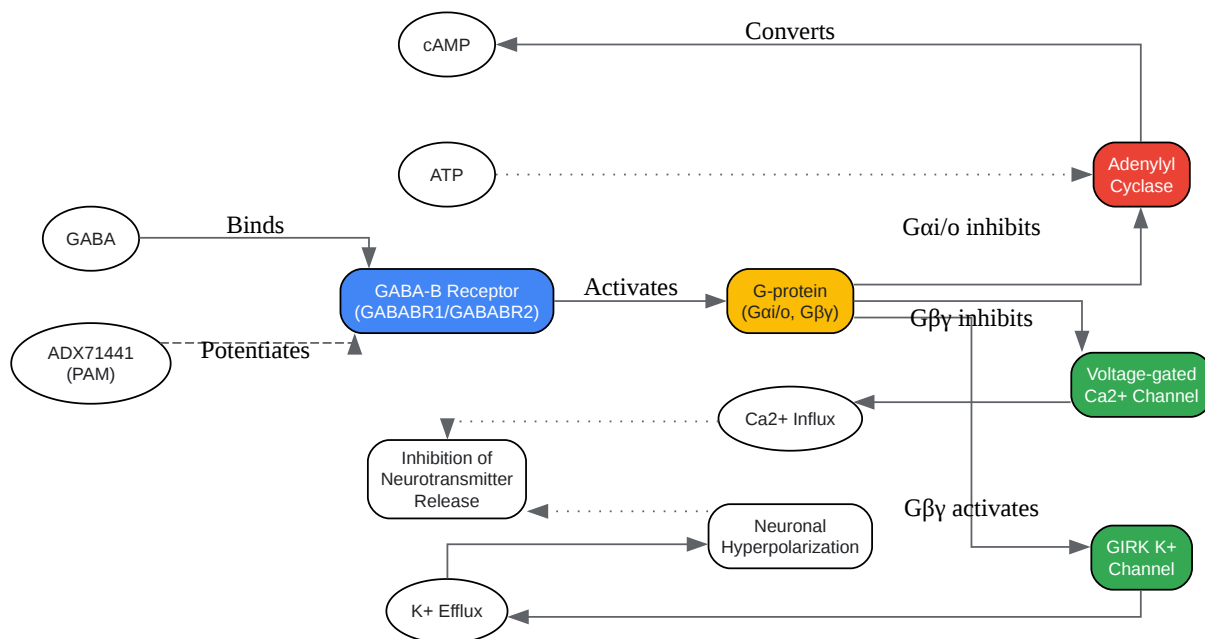 cAMP
Converts
ATP
Adenylyl
Cyclase
GABA
Binds
Gαi/o inhibits
GABA-B Receptor
(GABABR1/GABABR2)
Activates
G-protein
(Gαi/o, Gβγ)
Gβγ inhibits
ADX71441
(PAM)
Potentiates
Voltage-gated
Ca2+ Channel
Ca2+ Influx
Inhibition of
Neurotransmitter
Release
Neuronal
Hyperpolarization
Gβγ activates
GIRK K+
Channel
K+ Efflux